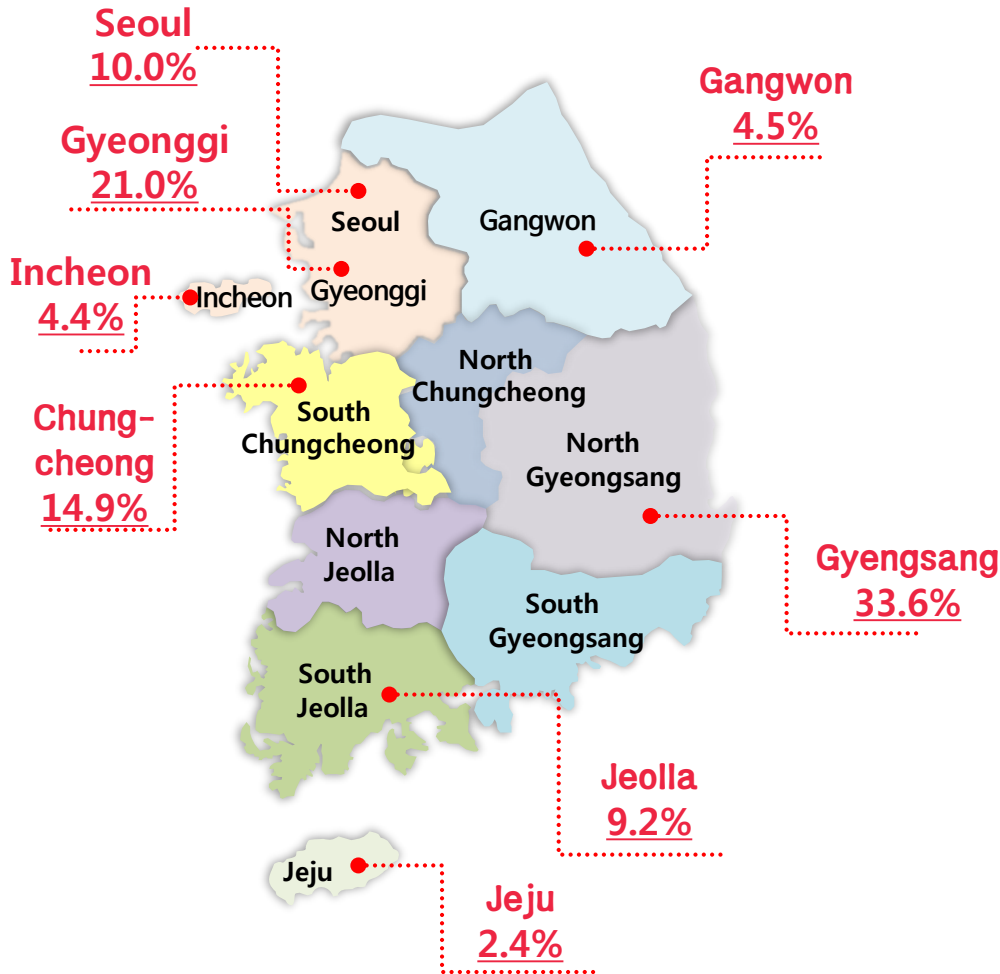 Seoul
10.0%
Gangwon
4.5%
Gyeonggi
21.0%
Seoul
Gangwon
Incheon
4.4%
Incheon
Gyeonggi
North
Chungcheong
Chung-
cheong
14.9%
South
Chungcheong
North
Gyeongsang
North
Jeolla
Gyengsang
33.6%
South
Gyeongsang
South
Jeolla
Jeolla
9.2%
Jeju
Jeju
2.4%